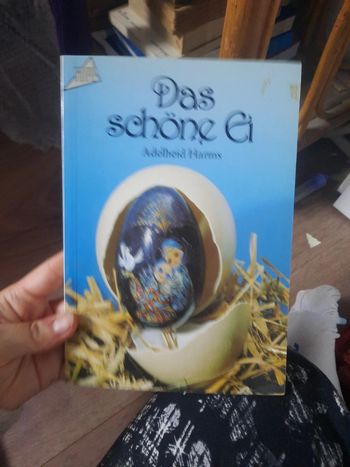 Das
schöne Ei
Adelheid Harms